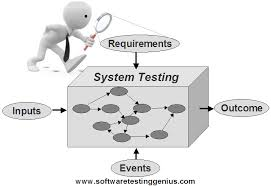 Requirements
System Testing
Inputs
Outcome
Events
www.softwaretestinggenius.com